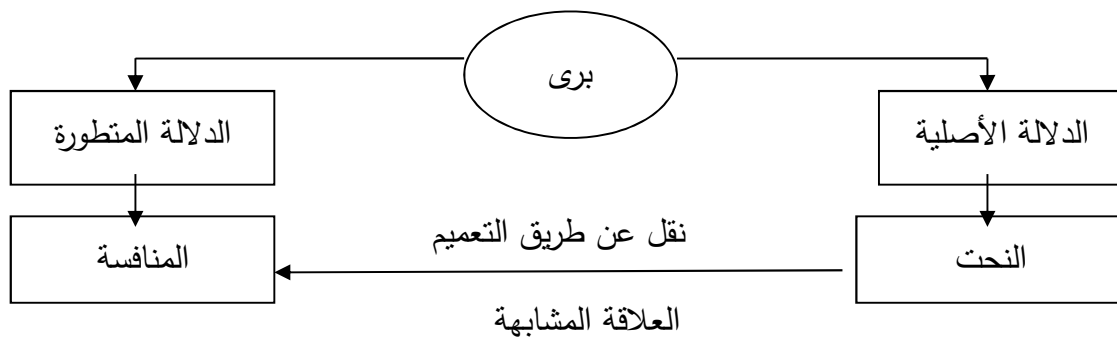 برى
الدلالة الأصلية
الدلالة المتطورة
النحت
نقل عن طريق التعميم
المنافسة
العلاقة المشابهة